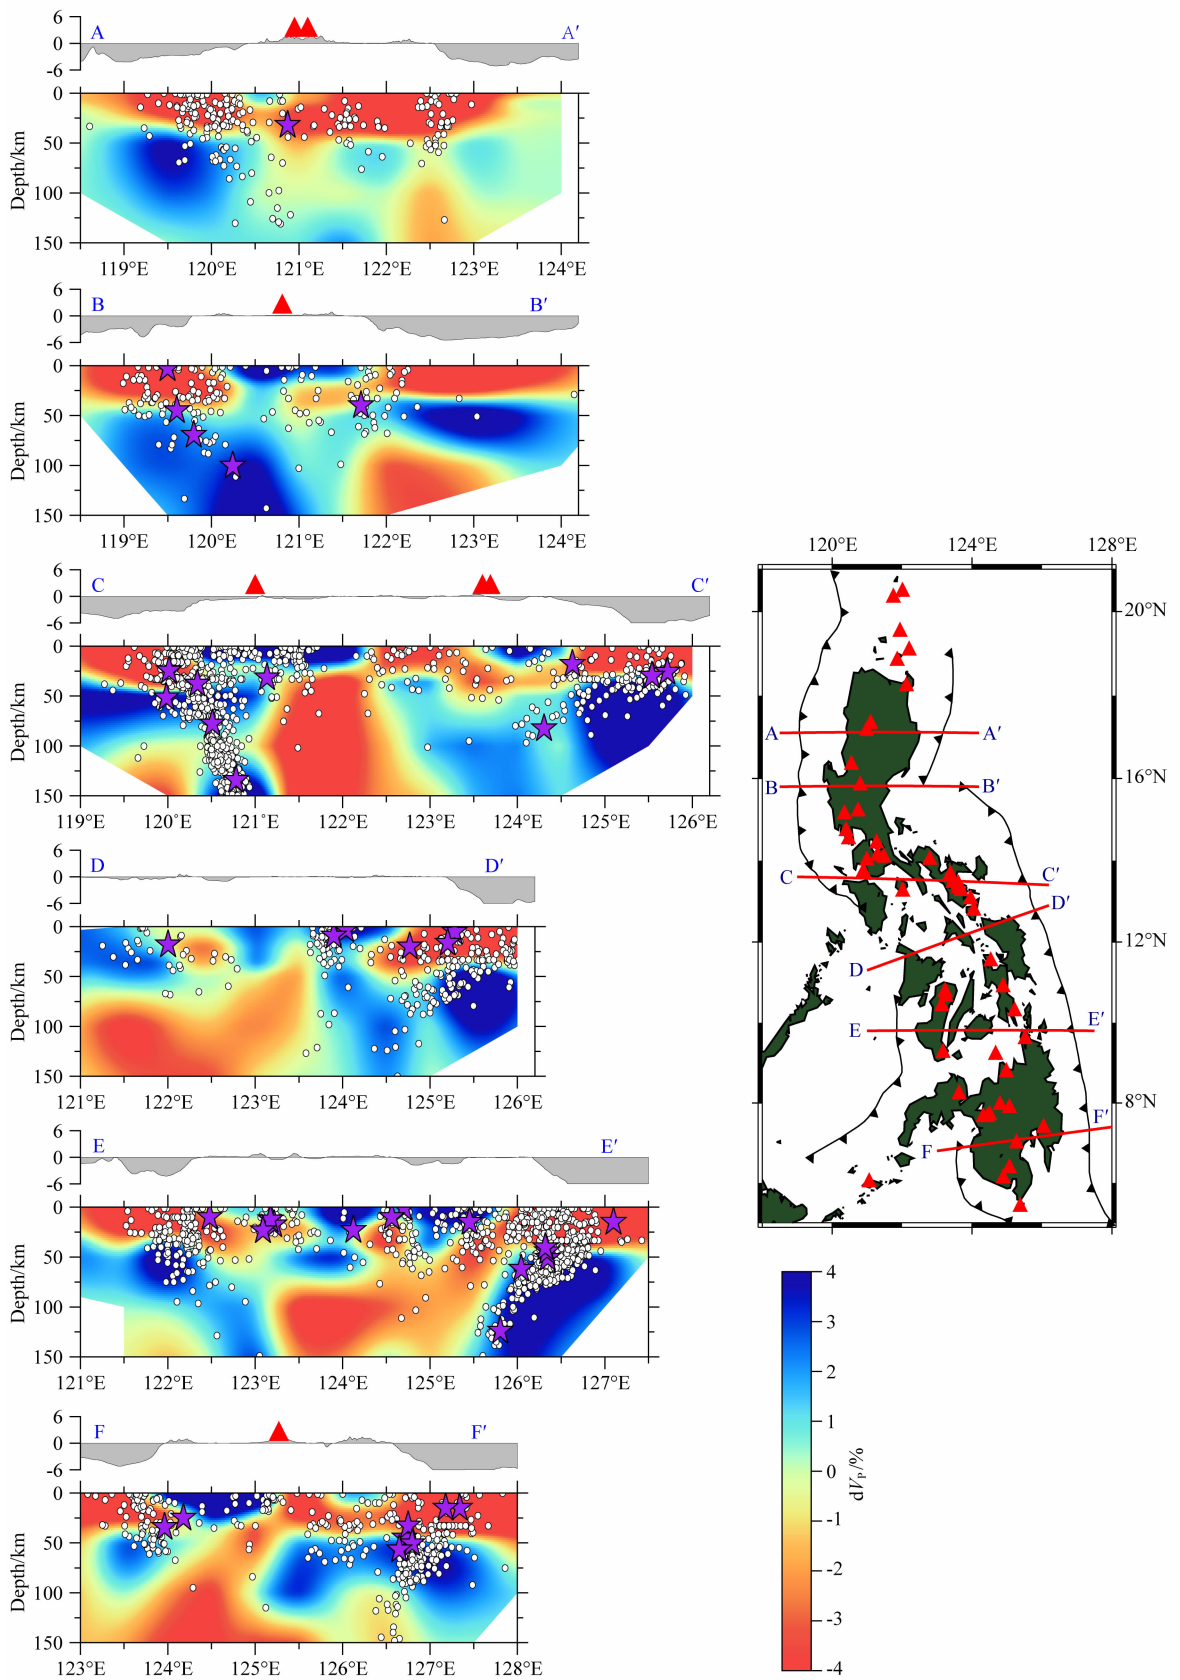 6
A
A′
0
-6
0
50
100
150
Depth/km
119°E 120°E 121°E 122°E 123°E 124°E
6
B
B′
0
-6
0
50
100
150
Depth/km
119°E 120°E 121°E 122°E 123°E 124°E
6
C
C′
0
-6
0
50
100
150
Depth/km
119°E 120°E 121°E 122°E 123°E 124°E 125°E 126°E
6
D
D′
0
-6
0
50
100
150
Depth/km
121°E 122°E 123°E 124°E 125°E 126°E
6
E
E′
0
-6
0
50
100
150
Depth/km
121°E 122°E 123°E 124°E 125°E 126°E 127°E
6
F
F′
0
-6
0
50
100
150
Depth/km
123°E 124°E 125°E 126°E 127°E 128°E
120°E 124°E 128°E
20°N
A A′
16°N
B B′
C C′
D′
12°N
D
E E′
8°N
F′
F
4
3
2
1
0
-1
-2
-3
-4
dVₚ/%